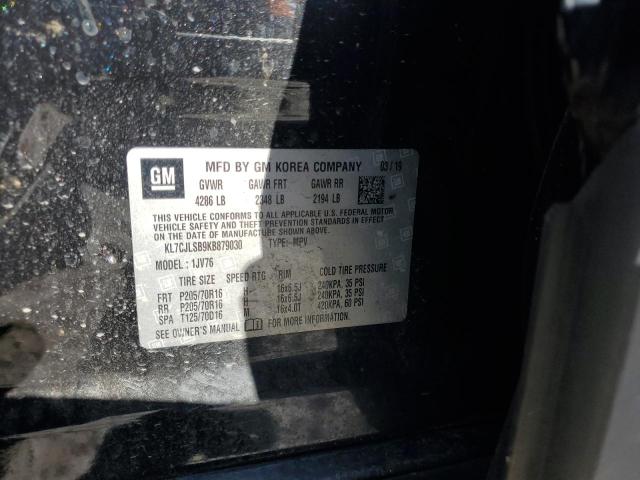 GM
MFD BY GM KOREA COMPANY 03/19
GVWR GAWR FRT GAWR RR
4286 LB 2348 LB 2194 LB
THIS VEHICLE CONFORMS TO ALL APPLICABLE U.S. FEDERAL MOTOR
VEHICLE SAFETY AND THEFT PREVENTION STANDARDS IN EFFECT ON
THE DATE OF MANUFACTURE SHOWN ABOVE.
KL7CJLSB9KB879030 TYPE: MPV
MODEL: 1JV76
TIRE SIZE SPEED RTG RIM COLD TIRE PRESSURE
FRT P205/70R16 H 16x6.5J 240KPA, 35 PSI
RR P205/70R16 H 16x6.5J 240KPA, 35 PSI
SPA T125/70D16 M 16x4.0T 420KPA, 60 PSI
SEE OWNER'S MANUAL FOR MORE INFORMATION.